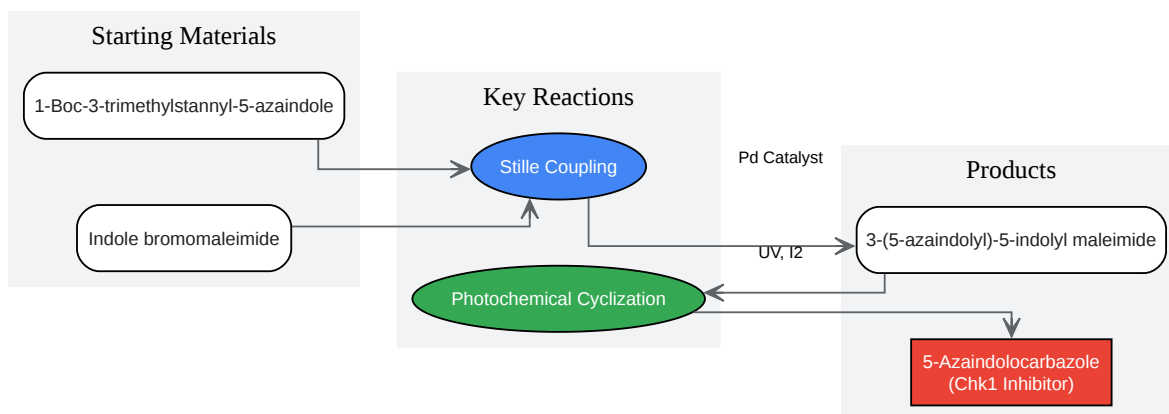 Starting Materials
1-Boc-3-trimethylstannyl-5-azaindole
Indole bromomaleimide
Key Reactions
Stille Coupling
Photochemical Cyclization
Pd Catalyst
UV, I2
Products
3-(5-azaindolyl)-5-indolyl maleimide
5-Azaindolocarbazole
(Chk1 Inhibitor)